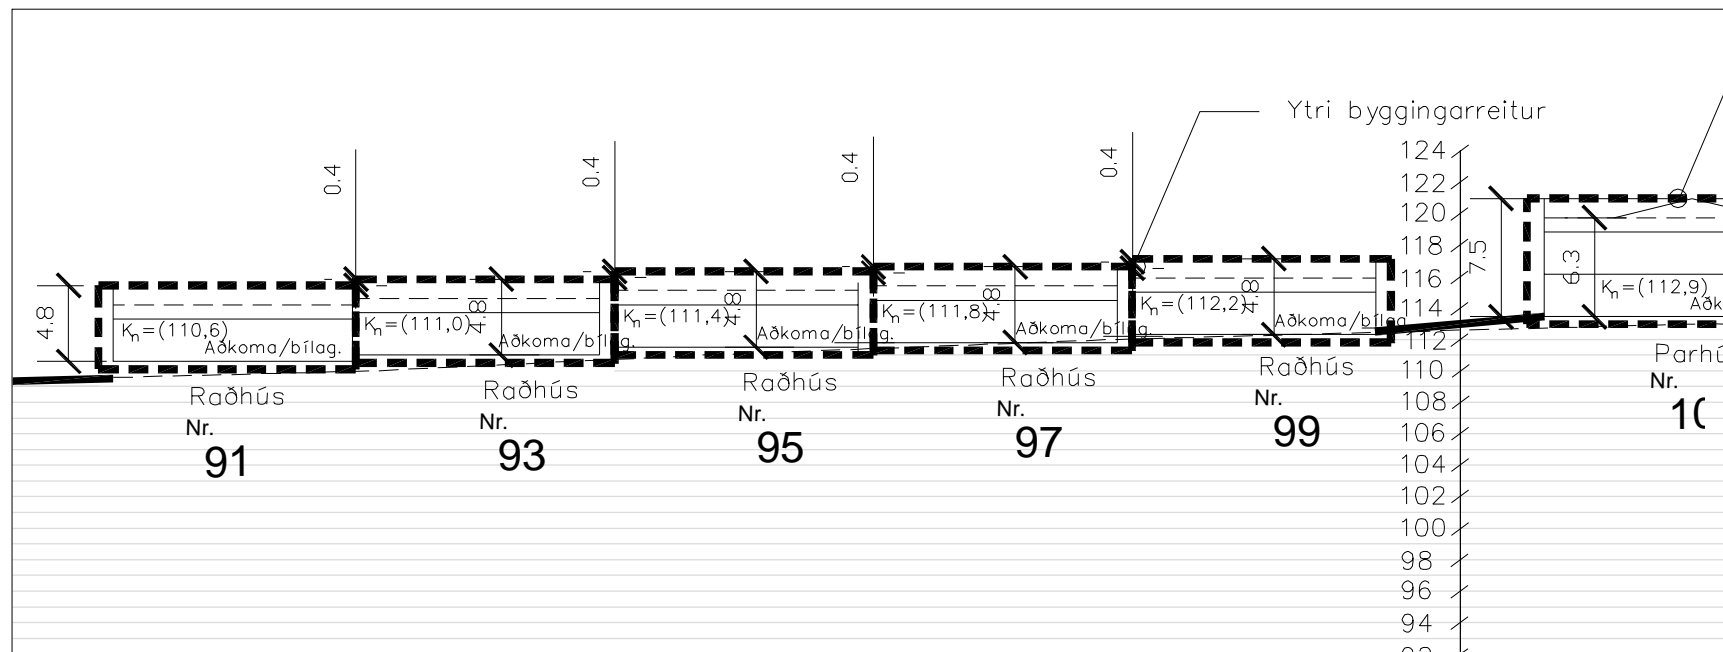 Ytri byggingarreitur
0.4
0.4
0.4
0.4
4.8
Kn=(110,6)
Aðkoma/bílag.
Raðhús
Nr.
91
4.8
Kn=(111,0)
Aðkoma/bílag.
Raðhús
Nr.
93
4.8
Kn=(111,4)
Aðkoma/bílag.
Raðhús
Nr.
95
4.8
Kn=(111,8)
Aðkoma/bílag.
Raðhús
Nr.
97
4.8
Kn=(112,2)
Aðkoma/bílag
Raðhús
Nr.
99
124
122
120
118
116
114
112
110
108
106
104
102
100
98
96
94
7.5
6.3
Kn=(112,9)
Aðk
Parhú
Nr.